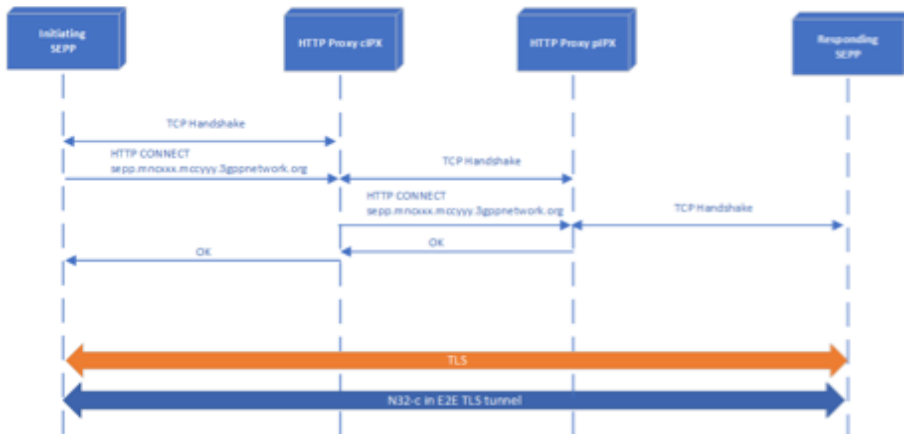 Initiating
SEPP
HTTP Proxy cIPX
HTTP Proxy pIPX
Responding
SEPP
TCP Handshake
HTTP CONNECT
sepp.mncxxx.mccyyy.3gppnetwork.org
TCP Handshake
HTTP CONNECT
sepp.mncxxx.mccyyy.3gppnetwork.org
TCP Handshake
OK
OK
TLS
N32-c in E2E TLS tunnel